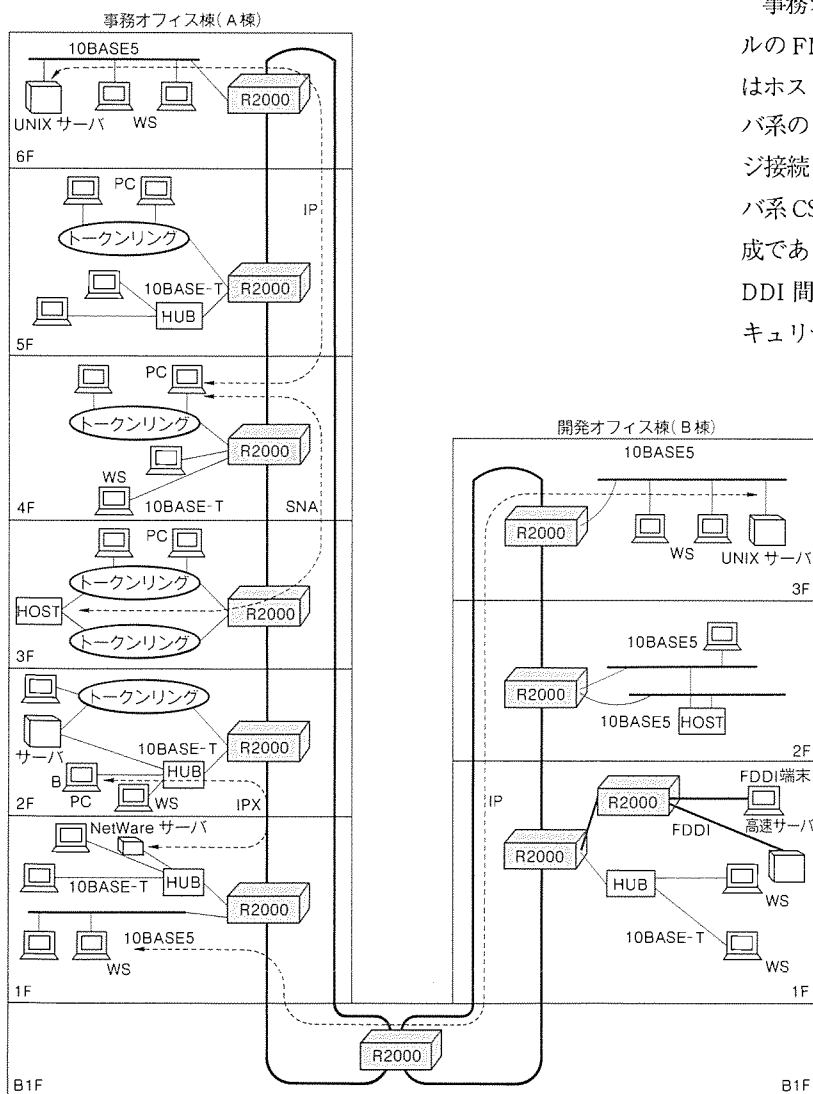 事務オフィス棟(A棟)
10BASE5
R2000
UNIX サーバ
WS
6F
IP
PC
トークンリング
10BASE-T
R2000
HUB
5F
PC
トークンリング
R2000
WS
10BASE-T
SNA
4F
PC
トークンリング
HOST
R2000
トークンリング
3F
トークンリング
サーバ
10BASE-T
R2000
HUB
B
PC
WS
IPX
2F
NetWare サーバ
10BASE-T
HUB
R2000
10BASE5
WS
1F
R2000
B1F
B1F
ルの
はホス
バ系の
ジ接続
バ系 CS
成であ
DDI 間
開発オフィス棟(B棟)
10BASE5
R2000
WS
UNIX サーバ
3F
10BASE5
R2000
10BASE5
HOST
2F
IP
FDDI端末
R2000
FDDI
高速サーバ
R2000
HUB
WS
10BASE-T
WS
1F